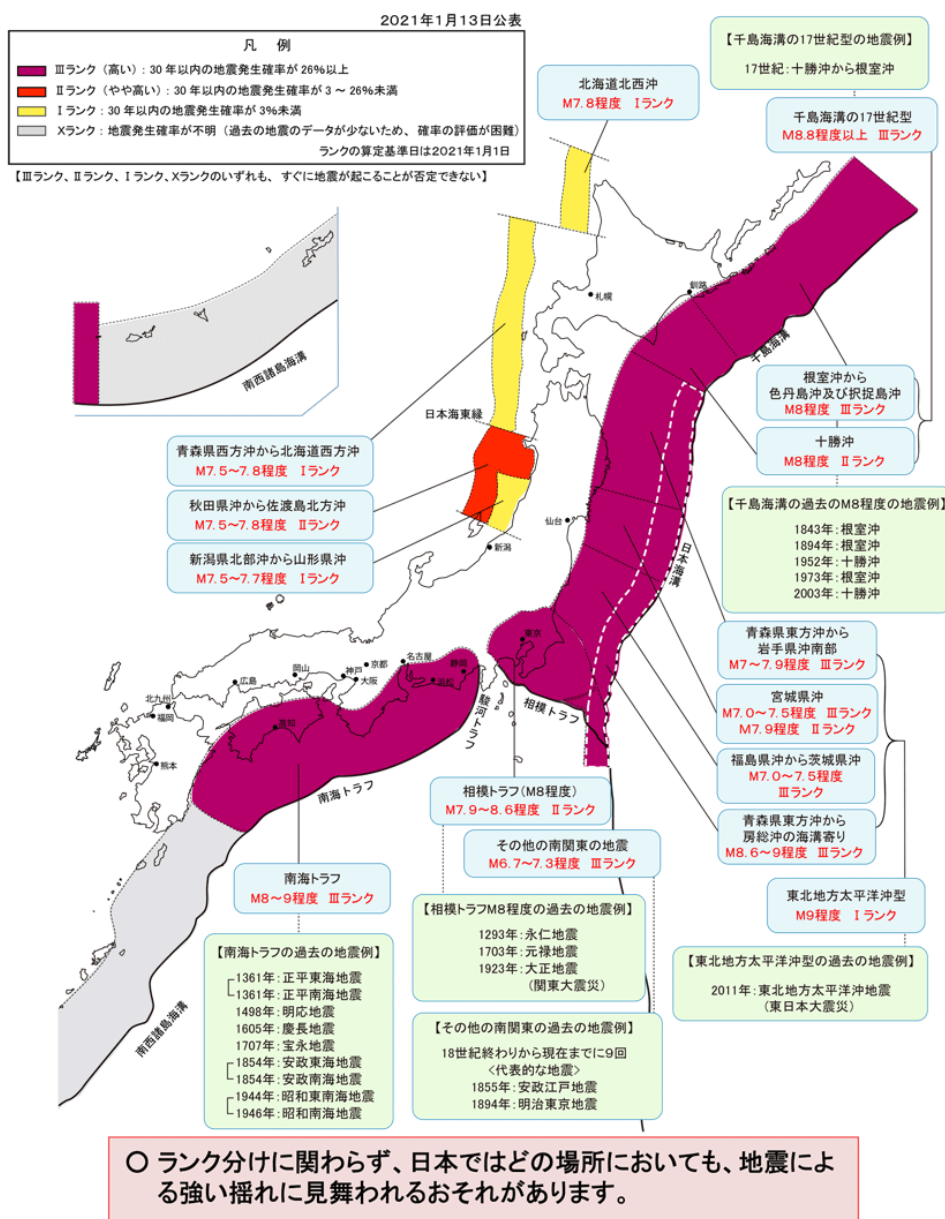 2021年1月13日公表
凡 例
Ⅲランク(高い):30年以内の地震発生確率が26%以上
Ⅱランク(やや高い):30年以内の地震発生確率が3~26%未満
Ⅰランク:30年以内の地震発生確率が3%未満
Xランク:地震発生確率が不明(過去の地震のデータが少ないため、確率の評価が困難)
ランクの算定基準日は2021年1月1日
【Ⅲランク、Ⅱランク、Ⅰランク、Xランクのいずれも、すぐに地震が起こることが否定できない】
北海道北西沖
M7.8程度 Ⅰランク
【千島海溝の17世紀型の地震例】
17世紀:十勝沖から根室沖
千島海溝の17世紀型
M8.8程度以上 Ⅲランク
南西諸島海溝
札幌
釧路
千島海溝
日本海東縁
根室沖から
色丹島沖及び択捉島沖
M8程度 Ⅲランク
十勝沖
M8程度 Ⅱランク
青森県西方沖から北海道西方沖
M7.5~7.8程度 Ⅰランク
秋田県沖から佐渡島北方沖
M7.5~7.8程度 Ⅱランク
新潟県北部沖から山形県沖
M7.5~7.7程度 Ⅰランク
仙台
新潟
日本海溝
【千島海溝の過去のM8程度の地震例】
1843年:根室沖
1894年:根室沖
1952年:十勝沖
1973年:根室沖
2003年:十勝沖
青森県東方沖から
岩手県沖南部
M7~7.9程度 Ⅲランク
宮城県沖
M7.0~7.5程度 Ⅲランク
M7.9程度 Ⅱランク
福島県沖から茨城県沖
M7.0~7.5程度
Ⅲランク
青森県東方沖から
房総沖の海溝寄り
M8.6~9程度 Ⅲランク
東京
名古屋
静岡
京都
岡山
神戸
大阪
浜松
広島
北九州
福岡
高知
熊本
駿河トラフ
相模トラフ
南海トラフ
相模トラフ(M8程度)
M7.9~8.6程度 Ⅱランク
その他の南関東の地震
M6.7~7.3程度 Ⅲランク
南海トラフ
M8~9程度 Ⅲランク
東北地方太平洋沖型
M9程度 Ⅰランク
【南海トラフの過去の地震例】
1361年:正平東海地震
1361年:正平南海地震
1498年:明応地震
1605年:慶長地震
1707年:宝永地震
1854年:安政東海地震
1854年:安政南海地震
1944年:昭和東南海地震
1946年:昭和南海地震
【相模トラフM8程度の過去の地震例】
1293年:永仁地震
1703年:元禄地震
1923年:大正地震
(関東大震災)
【東北地方太平洋沖型の過去の地震例】
2011年:東北地方太平洋沖地震
(東日本大震災)
南西諸島海溝
【その他の南関東の過去の地震例】
18世紀終わりから現在までに9回
<代表的な地震>
1855年:安政江戸地震
1894年:明治東京地震
○ ランク分けに関わらず、日本ではどの場所においても、地震によ
る強い揺れに見舞われるおそれがあります。